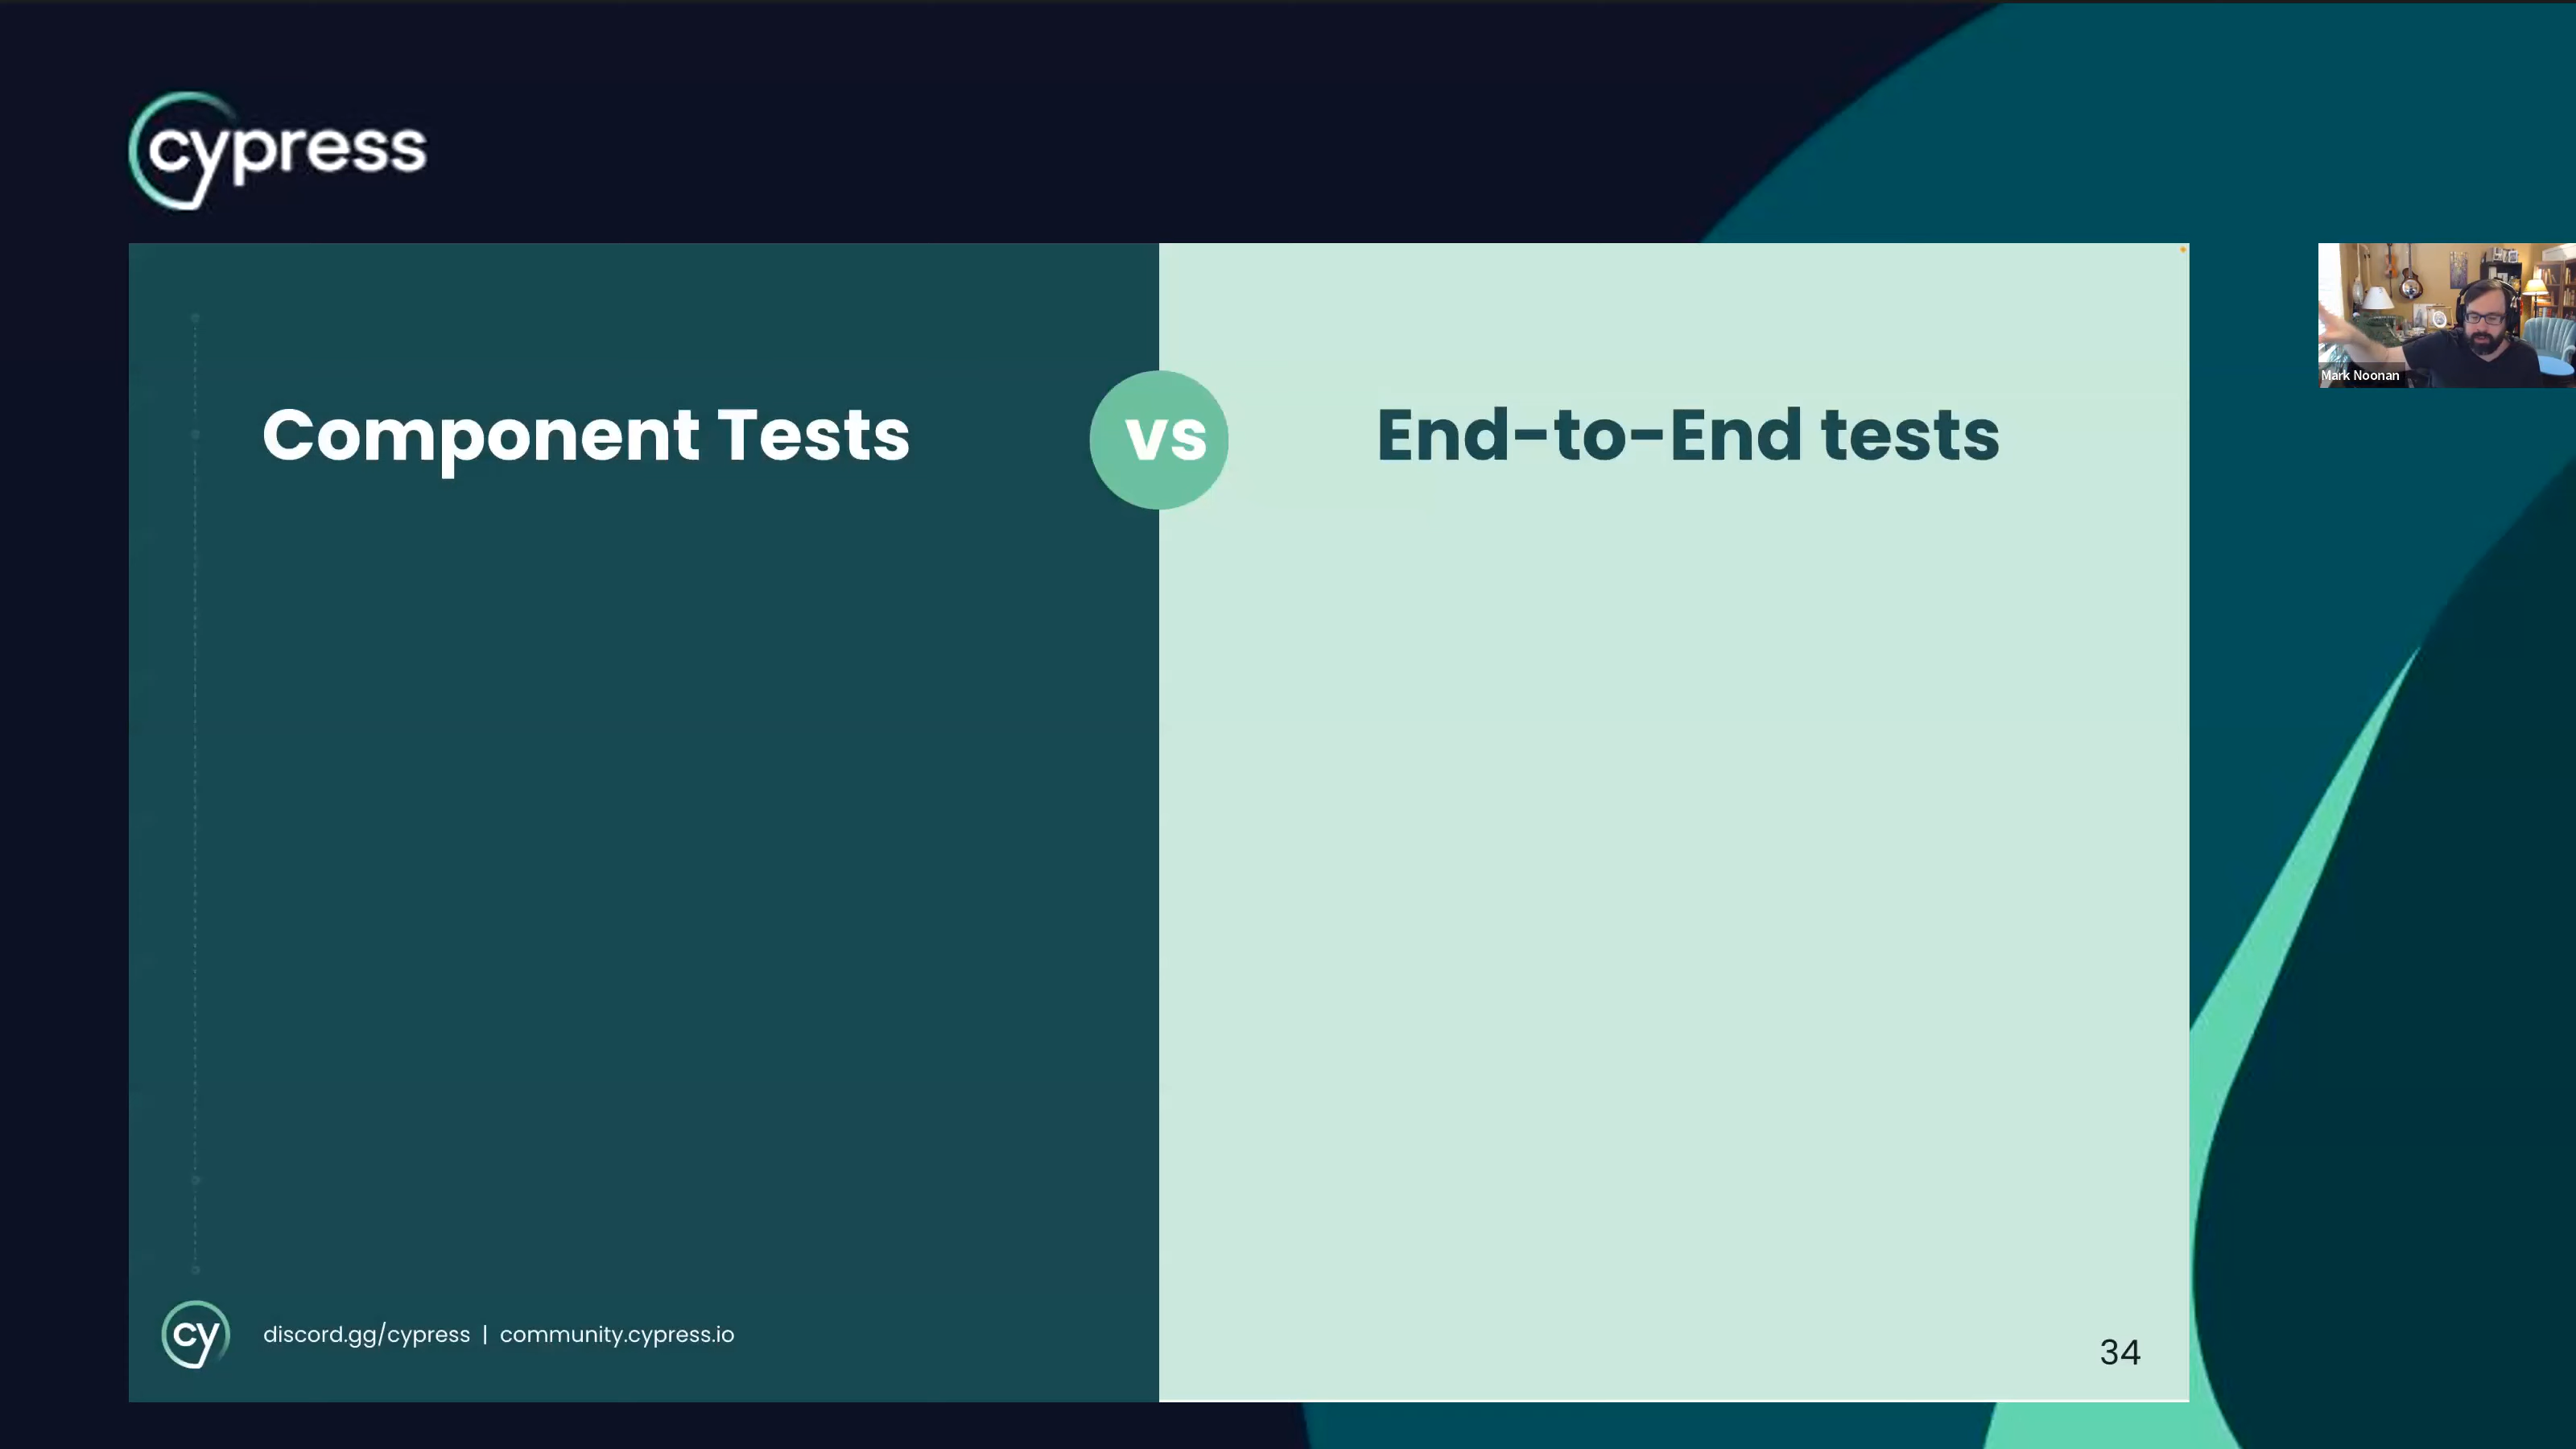 cypress
Component Tests
vs
End-to-End tests
Mark Noonan
cy
discord.gg/cypress | community.cypress.io
34